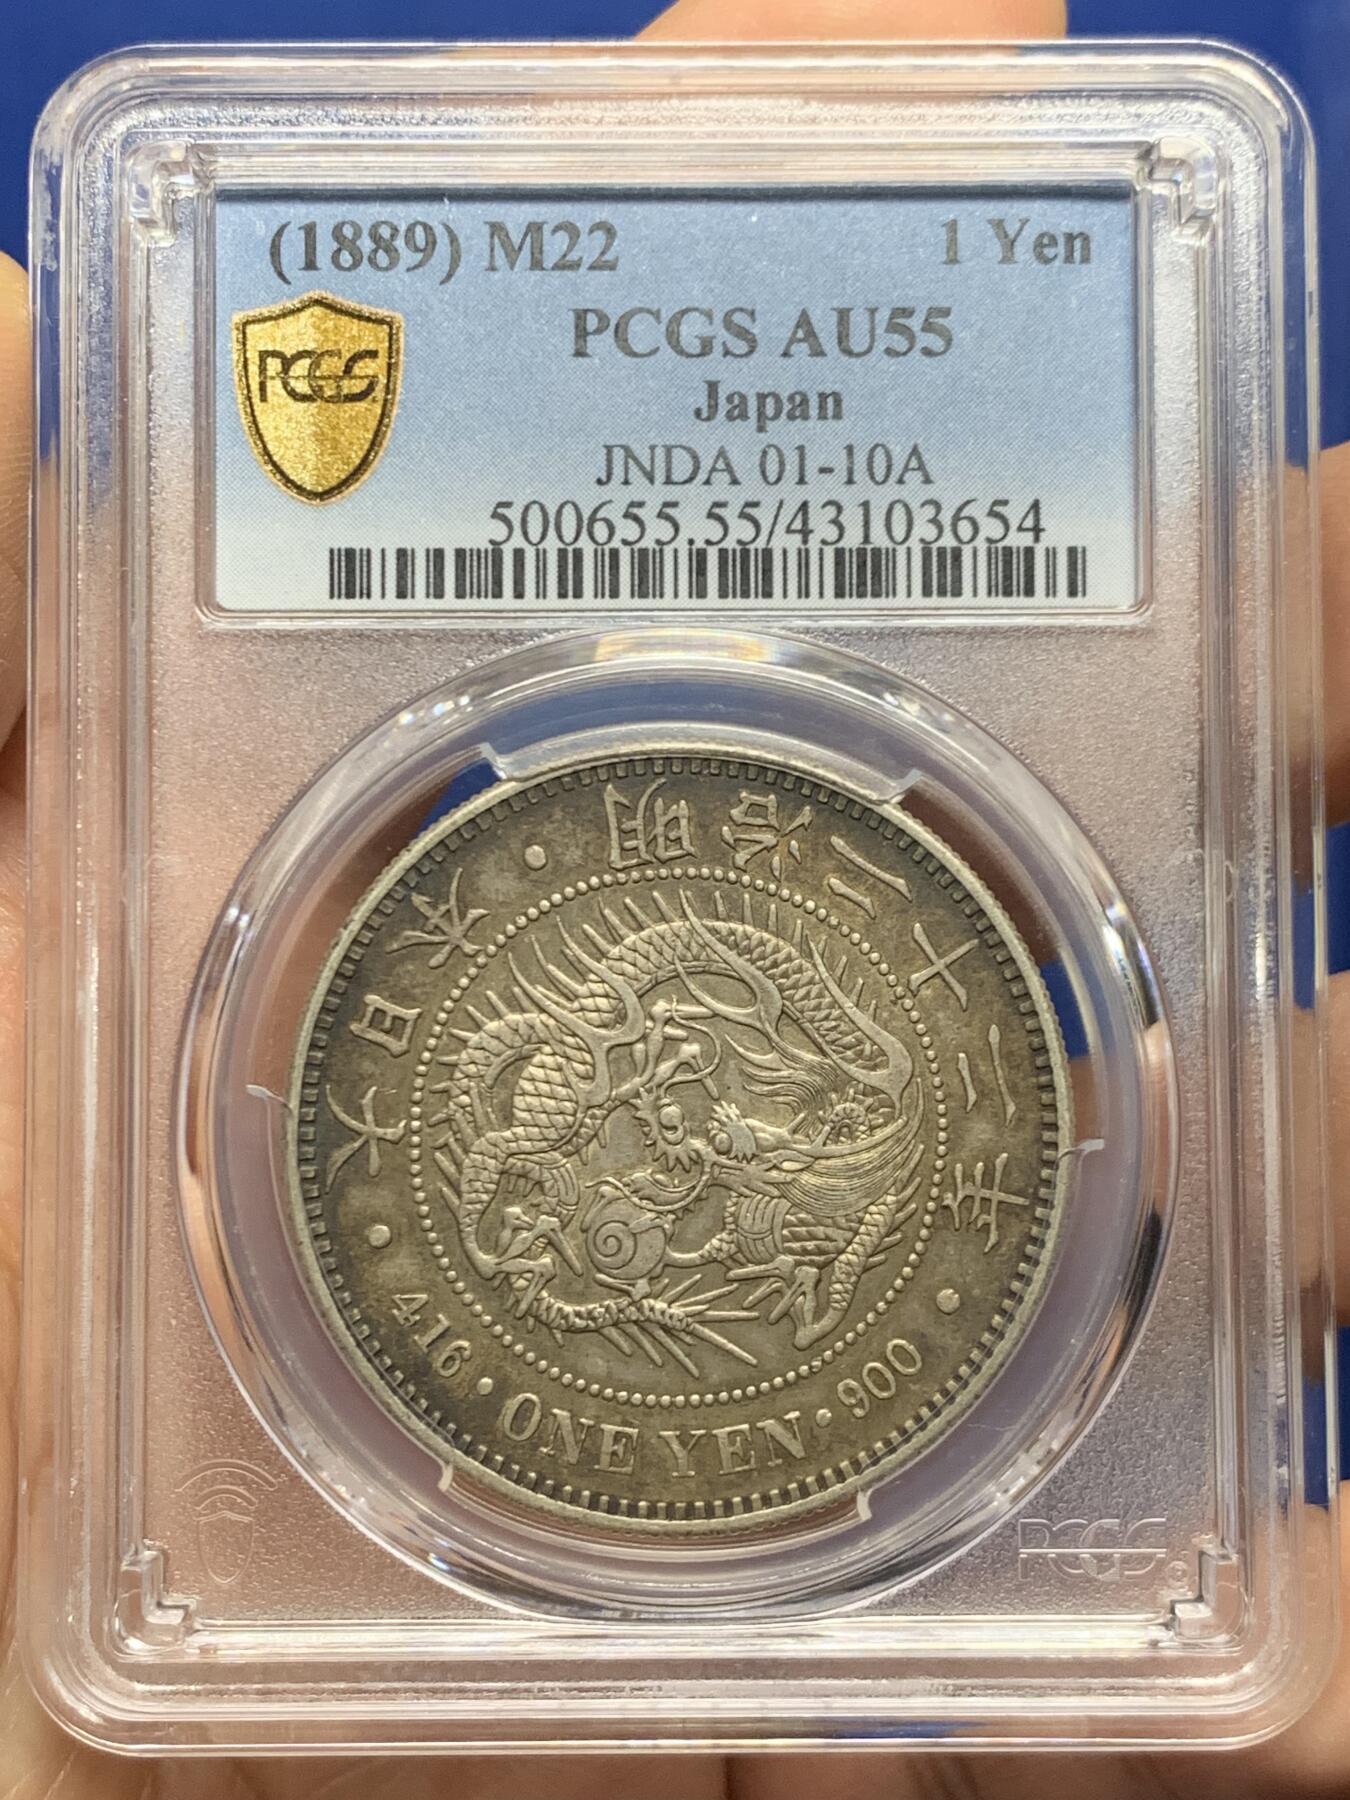 (1889) M22 1 Yen
PCGS
PCGS AU55
Japan
JNDA 01-10A
500655.55/43103654
大日本・明治二十二年
416・ONE YEN・900
PCGS